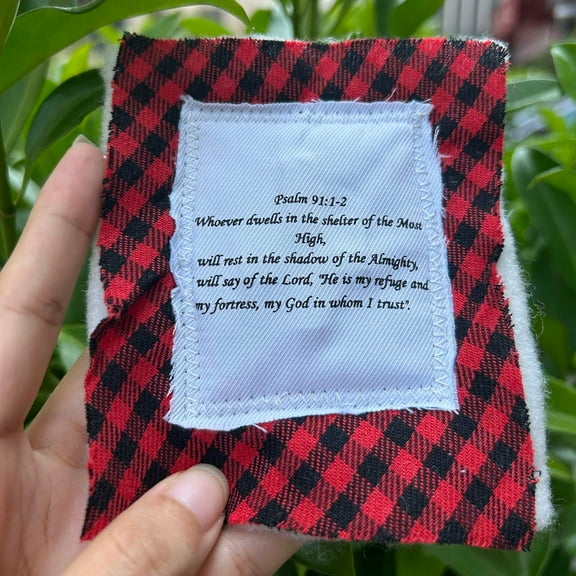 Psalm 91:1-2
Whoever dwells in the shelter of the Most
High,
will rest in the shadow of the Almighty,
will say of the Lord, "He is my refuge and
my fortress, my God in whom I trust".